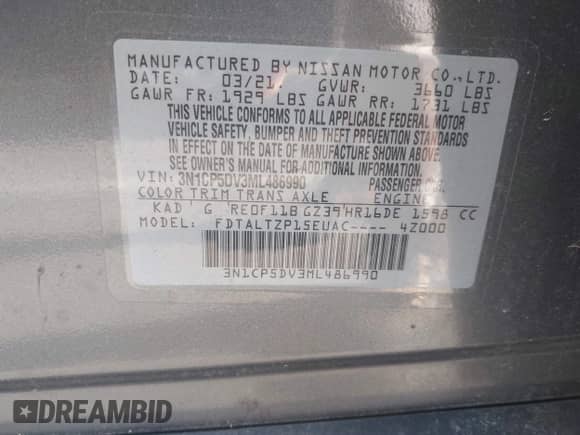 MANUFACTURED BY NISSAN MOTOR CO.,LTD.
DATE: 03/21 GVWR: 3660 LBS
GAWR FR: 1929 LBS GAWR RR: 1731 LBS
THIS VEHICLE CONFORMS TO ALL APPLICABLE FEDERAL MOTOR
VEHICLE SAFETY, BUMPER AND THEFT PREVENTION STANDARDS
IN EFFECT ON THE DATE OF MANUFACTURE SHOWN ABOVE.
SEE OWNER'S MANUAL FOR ADDITIONAL INFORMATION.
VIN: 3N1CP5DV3ML486990 PASSENGER CAR
COLOR TRIM TRANS AXLE ENGINE
KAD G RE0F11B GZ39 HR16DE 1598 CC
MODEL: FDTALTZP15EUAC---- 4Z000
3N1CP5DV3ML486990
DREAMBID